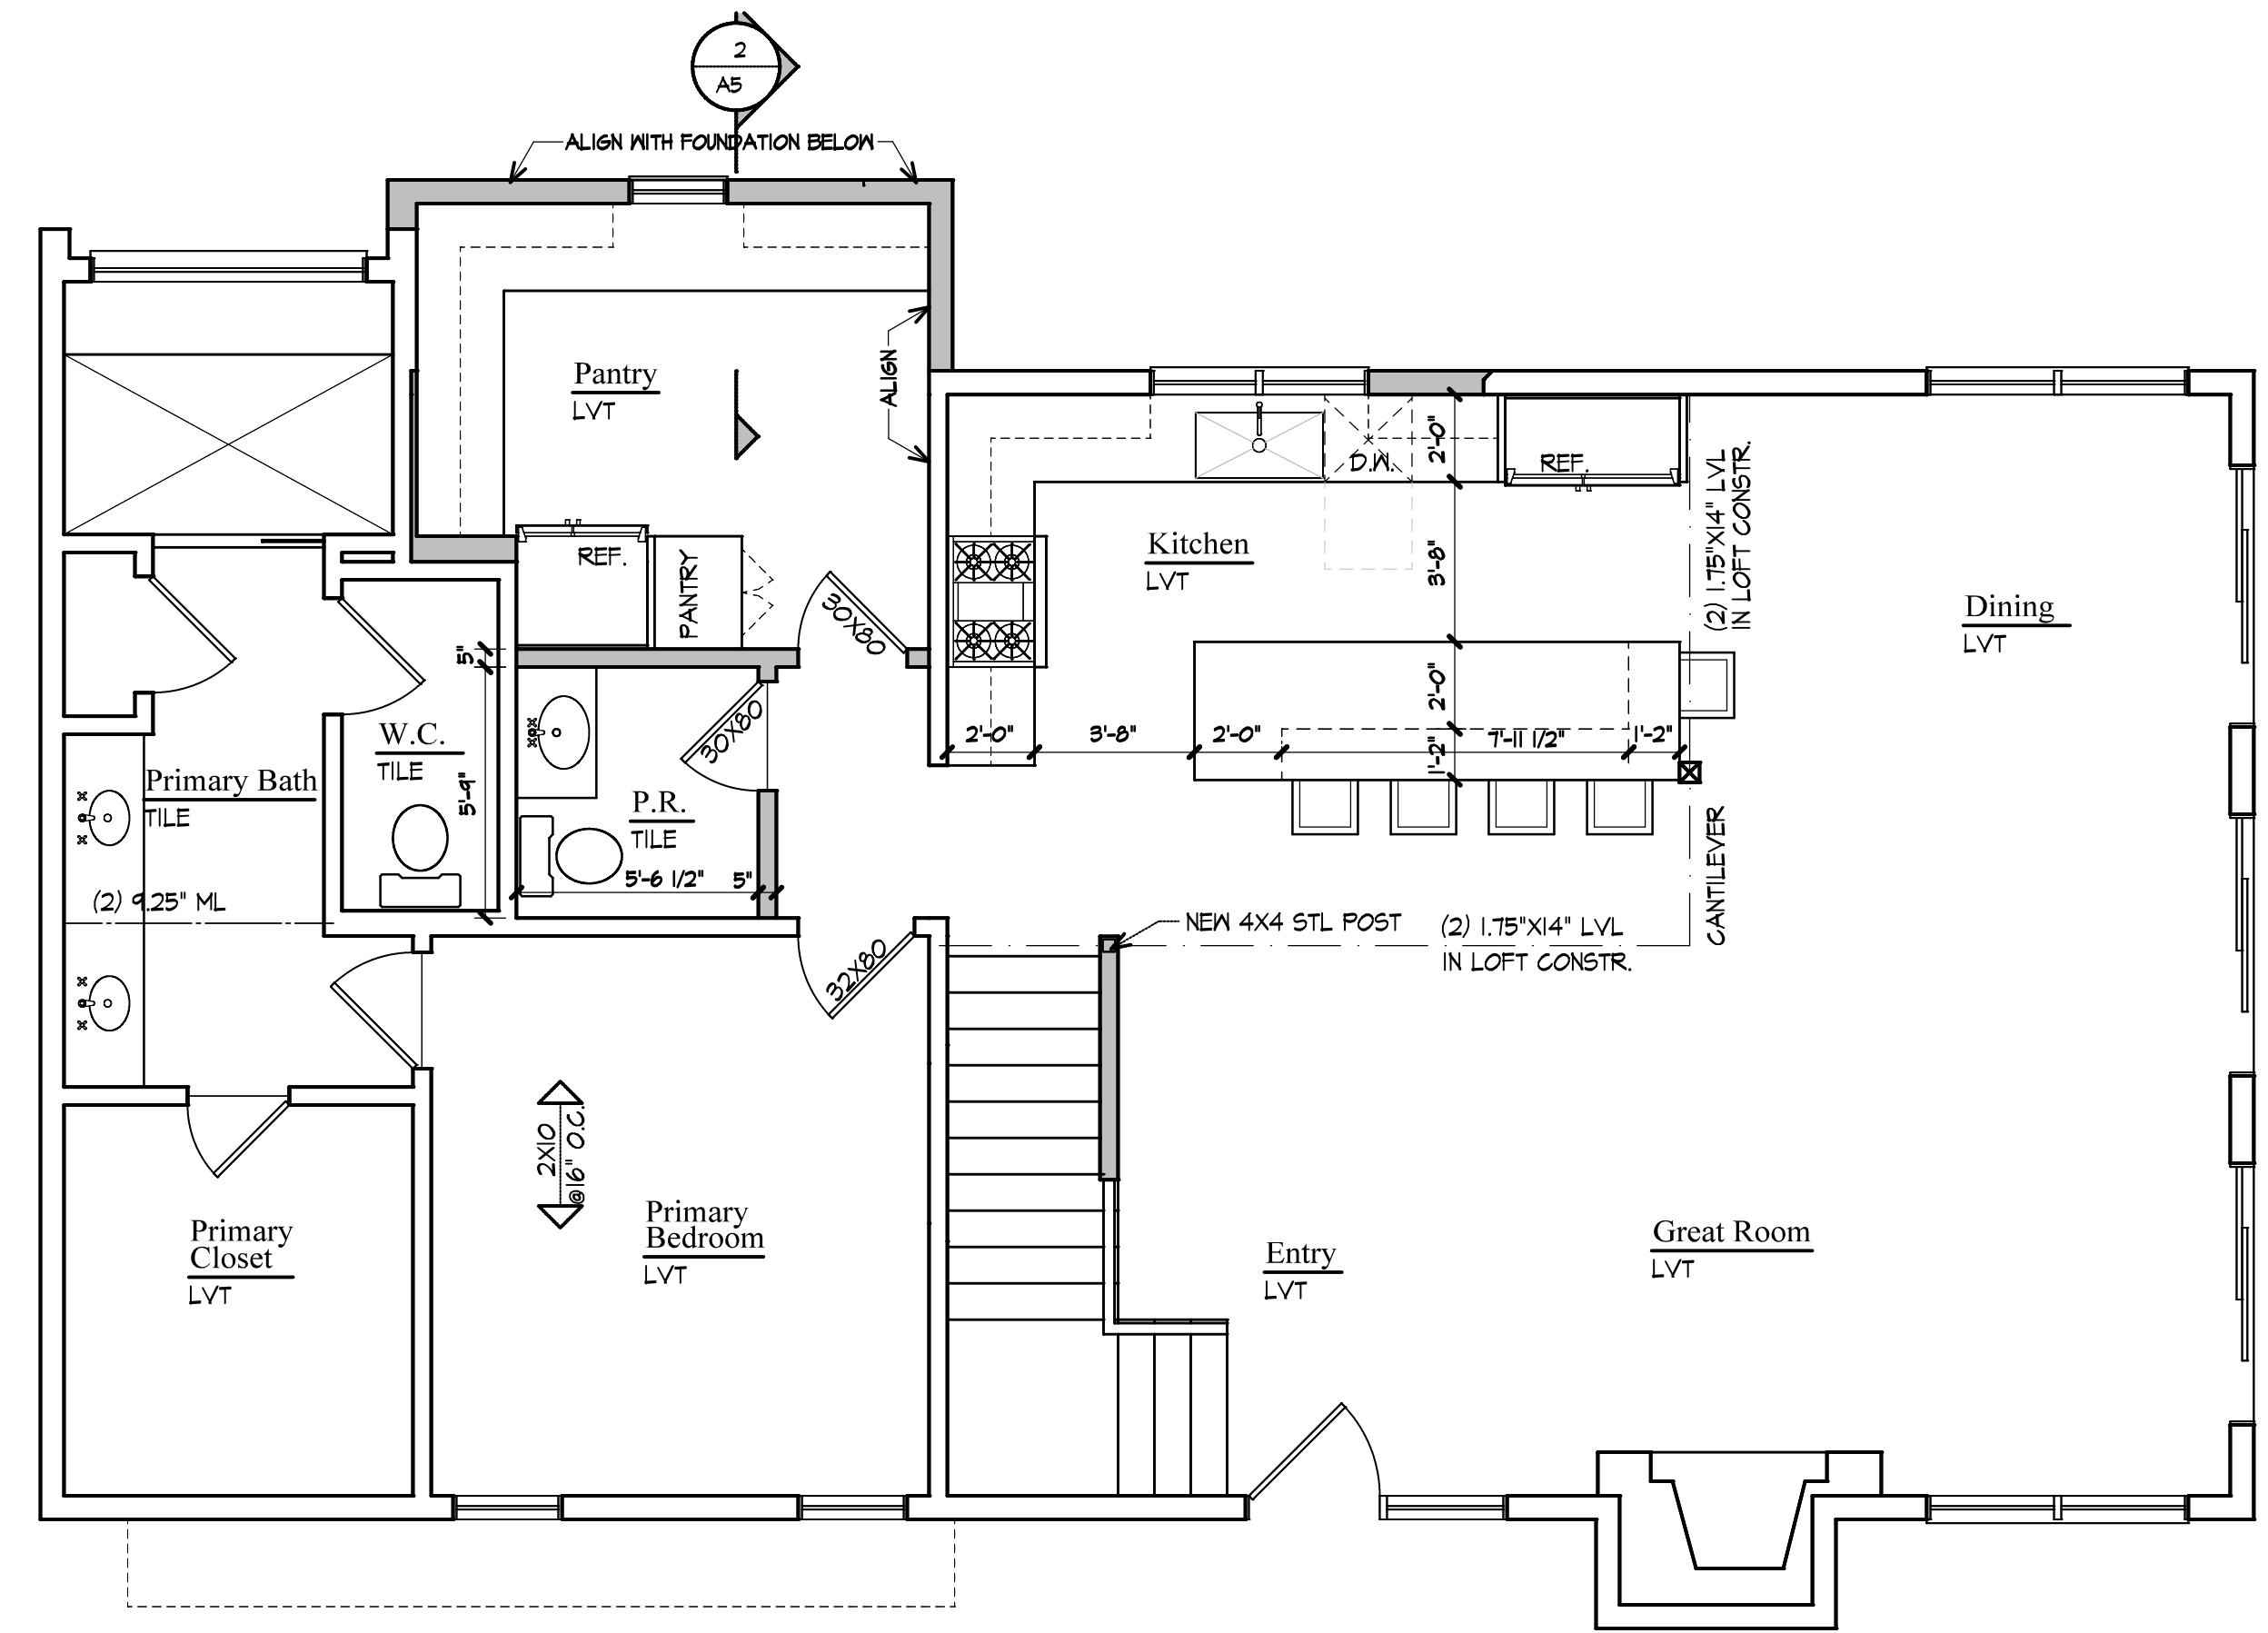 2
A5
ALIGN WITH FOUNDATION BELOW
Pantry
LVT
ALIGN
REF.
PANTRY
30X80
Kitchen
LVT
D.W.
REF.
2'-0"
3'-8"
2'-0"
1'-2"
(2) 1.75"X14" LVL
IN LOFT CONSTR.
Dining
LVT
2'-0"
3'-8"
2'-0"
7'-11 1/2"
1'-2"
CANTILEVER
5"
5'-9"
W.C.
TILE
30X80
P.R.
TILE
5'-6 1/2"
5"
Primary Bath
TILE
(2) 9.25" ML
32X80
NEW 4X4 STL POST
(2) 1.75"X14" LVL
IN LOFT CONSTR.
2X10
@16" O.C.
Primary
Closet
LVT
Primary
Bedroom
LVT
Entry
LVT
Great Room
LVT